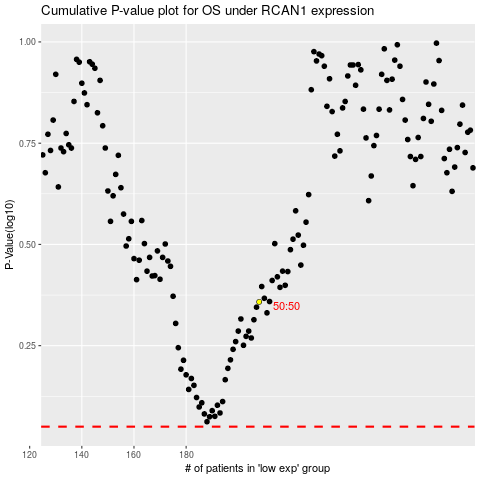 Cumulative P-value plot for OS under RCAN1 expression
P-Value(log10)
1.00
0.75
0.50
0.25
50:50
120 140 160 180
# of patients in 'low exp' group